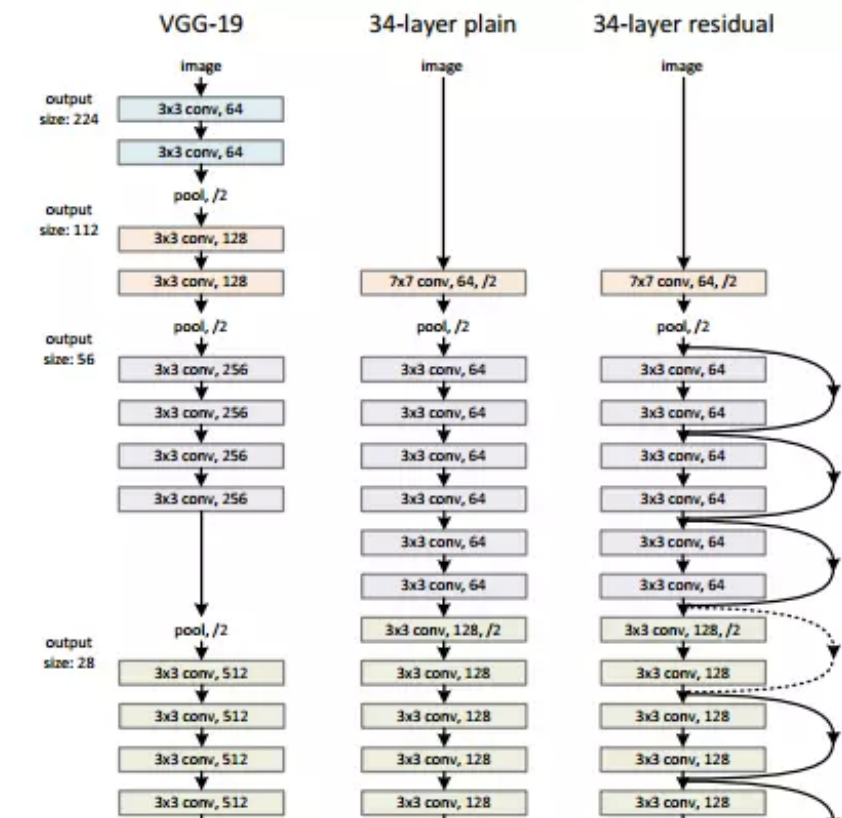 VGG-19
34-layer plain
34-layer residual
image
image
image
output
size: 224
3x3 conv, 64
3x3 conv, 64
pool, /2
output
size: 112
3x3 conv, 128
3x3 conv, 128
7x7 conv, 64, /2
7x7 conv, 64, /2
pool, /2
pool, /2
pool, /2
output
size: 56
3x3 conv, 256
3x3 conv, 64
3x3 conv, 64
3x3 conv, 256
3x3 conv, 64
3x3 conv, 64
3x3 conv, 256
3x3 conv, 64
3x3 conv, 64
3x3 conv, 256
3x3 conv, 64
3x3 conv, 64
3x3 conv, 64
3x3 conv, 64
3x3 conv, 64
3x3 conv, 64
pool, /2
3x3 conv, 128, /2
3x3 conv, 128, /2
output
size: 28
3x3 conv, 512
3x3 conv, 128
3x3 conv, 128
3x3 conv, 512
3x3 conv, 128
3x3 conv, 128
3x3 conv, 512
3x3 conv, 128
3x3 conv, 128
3x3 conv, 512
3x3 conv, 128
3x3 conv, 128